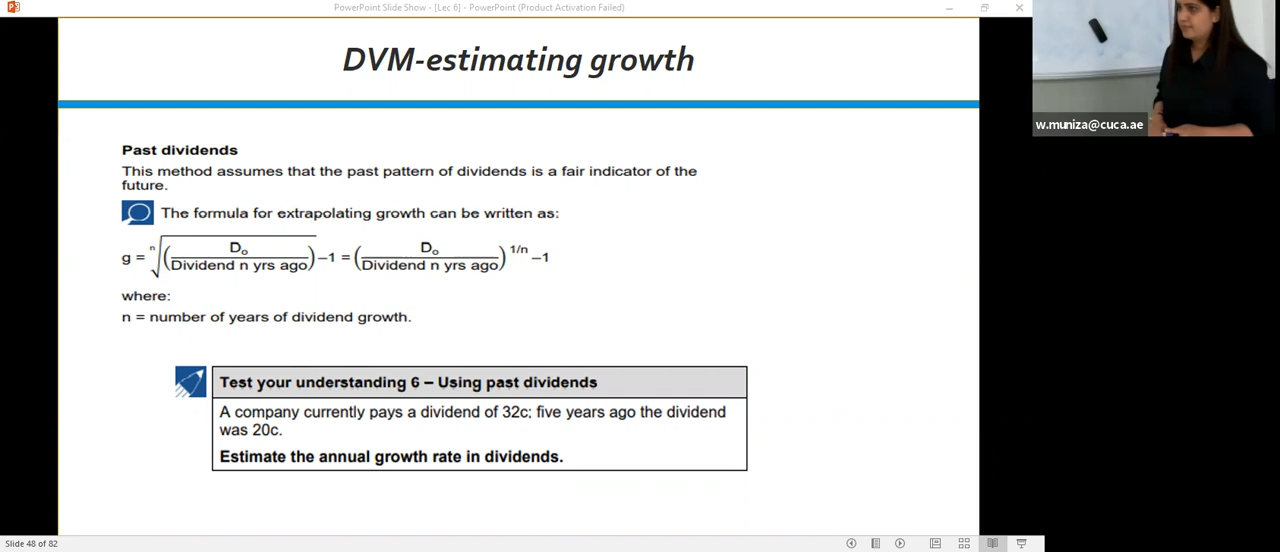 PowerPoint Slide Show - [Lec 6] - PowerPoint (Product Activation Failed)
DVM-estimating growth
w.muniza@cuca.ae
Past dividends
This method assumes that the past pattern of dividends is a fair indicator of the
future.
The formula for extrapolating growth can be written as:
g = ⁿ√(D₀ / Dividend n yrs ago) –1 = (D₀ / Dividend n yrs ago)^1/n –1
where:
n = number of years of dividend growth.
Test your understanding 6 – Using past dividends
A company currently pays a dividend of 32c; five years ago the dividend
was 20c.
Estimate the annual growth rate in dividends.
Slide 48 of 82